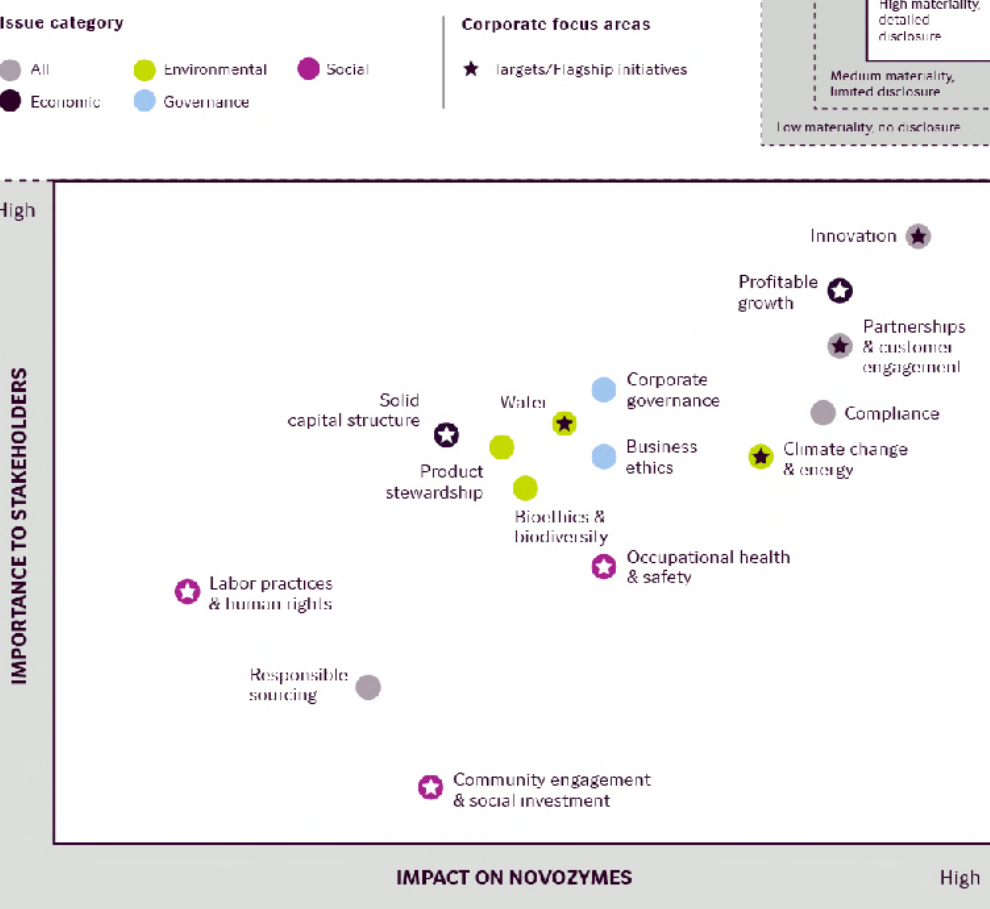 Issue category
All
Environmental
Social
Economic
Governance
Corporate focus areas
Targets/Flagship initiatives
High materiality,
detailed
disclosure
Medium materiality,
limited disclosure
Low materiality, no disclosure
High
IMPORTANCE TO STAKEHOLDERS
Innovation
Profitable
growth
Partnerships
& customer
engagement
Corporate
governance
Compliance
Solid
capital structure
Water
Business
ethics
Climate change
& energy
Product
stewardship
Bioethics &
biodiversity
Occupational health
& safety
Labor practices
& human rights
Responsible
sourcing
Community engagement
& social investment
IMPACT ON NOVOZYMES
High